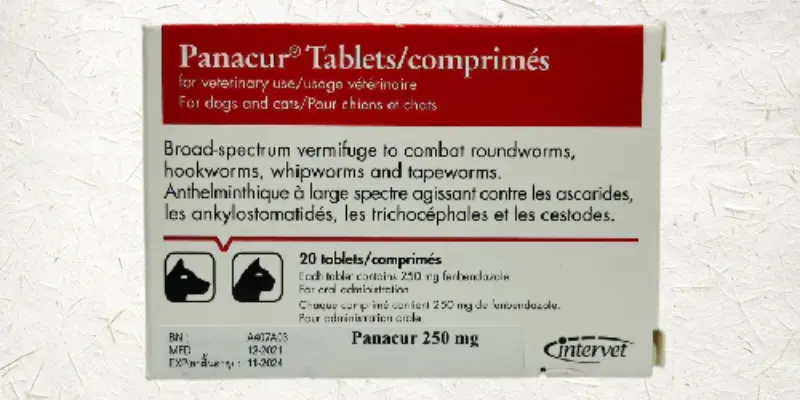 Panacur® Tablets/comprimés
for veterinary use/usage vétérinaire
For dogs and cats/Pour chiens et chats
Broad-spectrum vermifuge to combat roundworms,
hookworms, whipworms and tapeworms.
Anthelminthique à large spectre agissant contre les ascarides,
les ankylostomatidés, les trichocéphales et les cestodes.
20 tablets/comprimés
Each tablet contains 250 mg fenbendazole
For oral administration
Chaque comprimé contient 250 mg de fenbendazole.
Pour administration orale.
Panacur 250 mg
BN : A407A03
MFD 12-2021
EXP : 11-2024
intervet